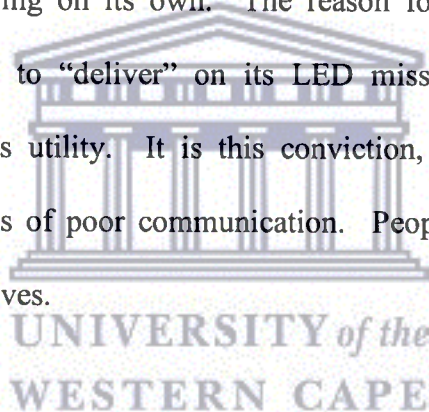 ing on its own. The reason fo
to “deliver” on its LED miss
s utility. It is this conviction,
s of poor communication. Peop
ves.
UNIVERSITY of the
WESTERN CAPE